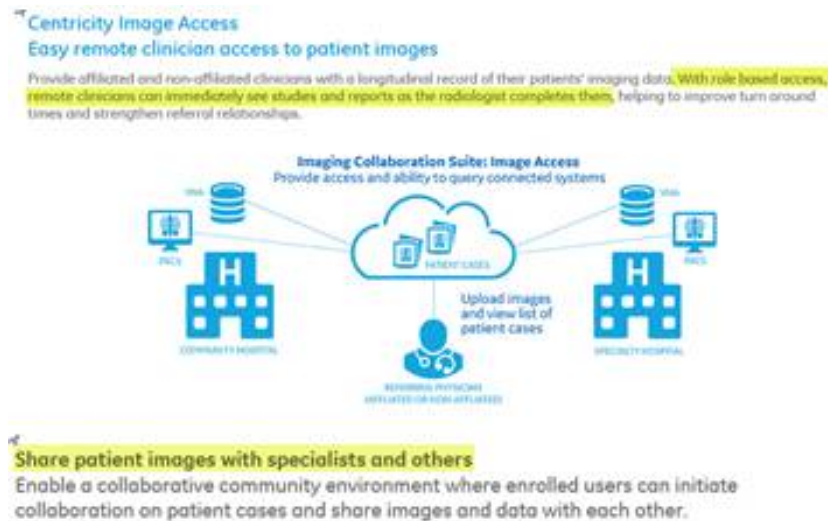 Centricity Image Access
Easy remote clinician access to patient images
Provide affiliated and non-affiliated clinicians with a longitudinal record of their patients' imaging data. With role based access,
remote clinicians can immediately see studies and reports as the radiologist completes them, helping to improve turn around
times and strengthen referral relationships.
Imaging Collaboration Suite: Image Access
Provide access and ability to query connected systems
VNA
VNA
PACS
PACS
PATIENT CASES
Upload images
and view list of
patient cases
COMMUNITY HOSPITAL
SPECIALTY HOSPITAL
REFERRING PHYSICIAN
(AFFILIATED OR NON-AFFILIATED)
Share patient images with specialists and others
Enable a collaborative community environment where enrolled users can initiate
collaboration on patient cases and share images and data with each other.